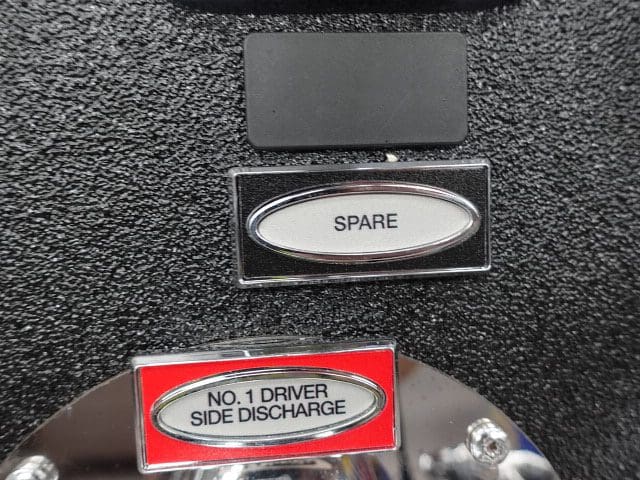 SPARE
NO. 1 DRIVER
SIDE DISCHARGE